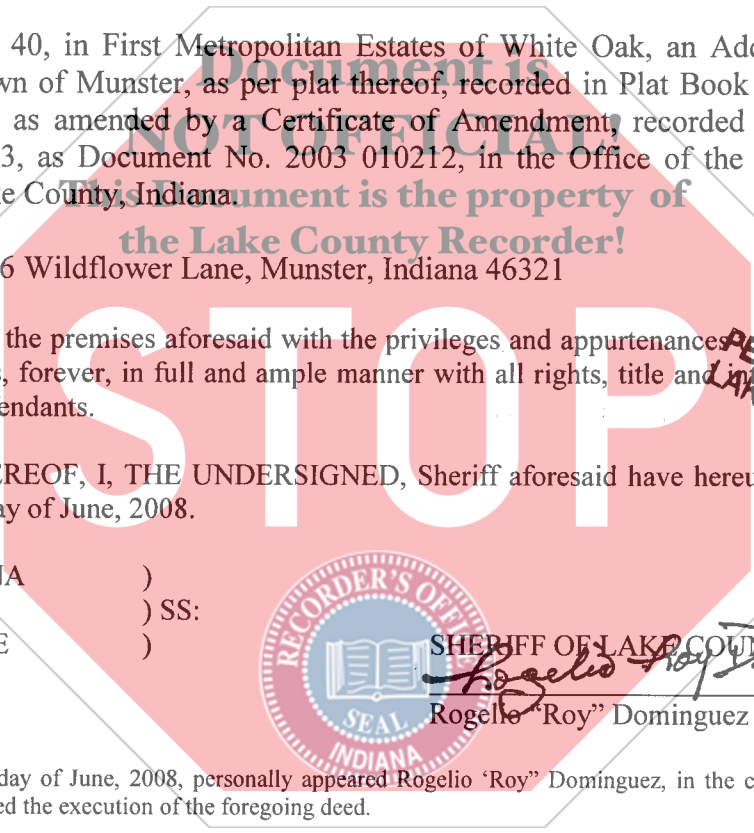 40, in First Metropolitan Estates of White Oak, an Add
wn of Munster, as per plat thereof, recorded in Plat Book
Document is
as amended by a Certificate of Amendment, recorded
NOT OFFICIAL!
3, as Document No. 2003 010212, in the Office of the
e County, Indiana.
This Document is the property of
the Lake County Recorder!
6 Wildflower Lane, Munster, Indiana 46321
the premises aforesaid with the privileges and appurtenances
s, forever, in full and ample manner with all rights, title and
endants.
STOP
EREOF, I, THE UNDERSIGNED, Sheriff aforesaid have hereu
ay of June, 2008.
NA )
) SS:
E )
SHERIFF OF LAKE COUN
Rogelio Roy
Rogelio “Roy” Dominguez
RECORDER'S OFFICE
SEAL
INDIANA
day of June, 2008, personally appeared Rogelio ‘Roy” Dominguez, in the c
ed the execution of the foregoing deed.